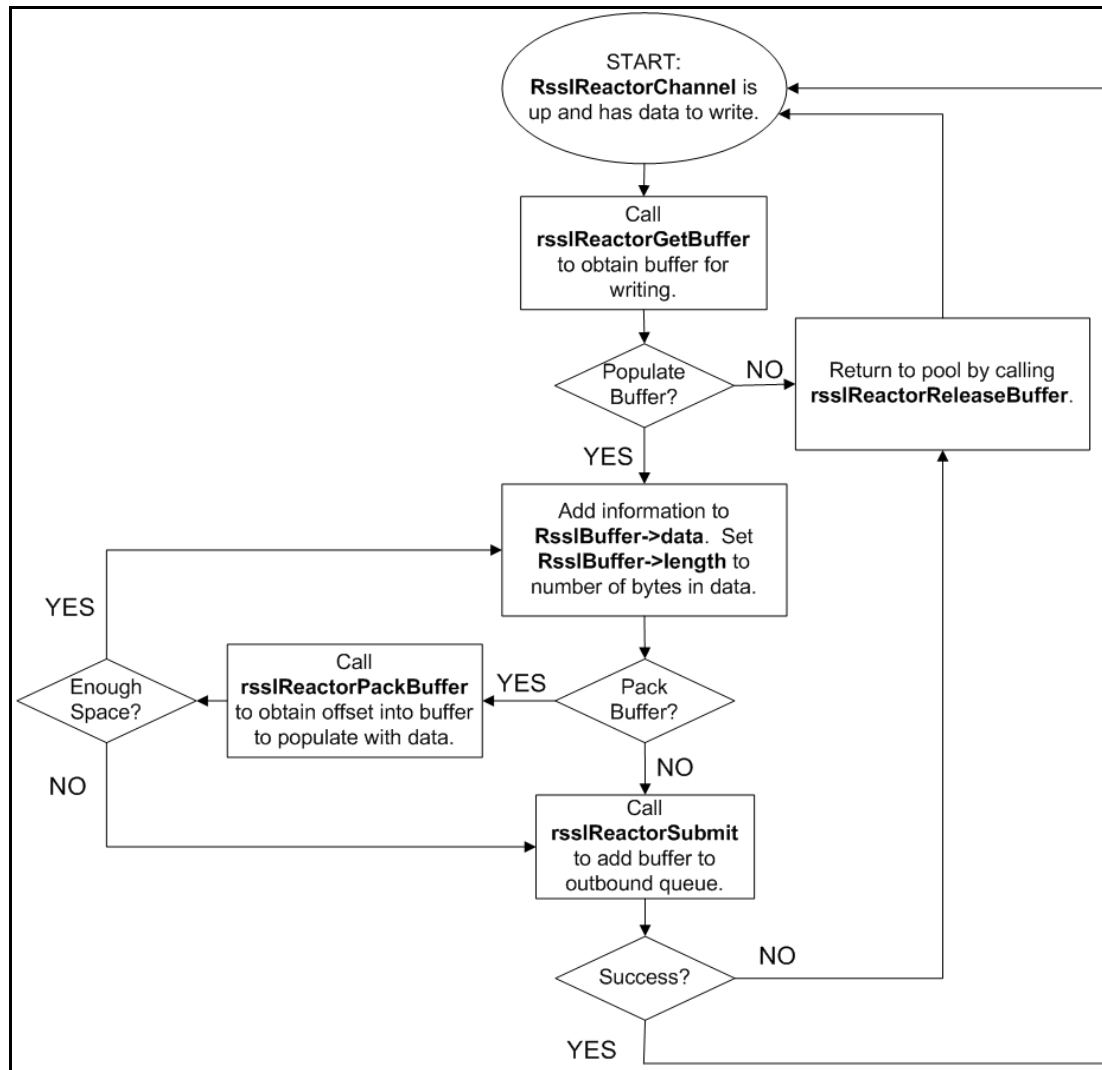 START:
RsslReactorChannel is
up and has data to write.
Call
rsslReactorGetBuffer
to obtain buffer for
writing.
Populate
Buffer?
NO
Return to pool by calling
rsslReactorReleaseBuffer.
YES
Add information to
RsslBuffer->data. Set
RsslBuffer->length to
number of bytes in data.
YES
Enough
Space?
Call
rsslReactorPackBuffer
to obtain offset into buffer
to populate with data.
YES
Pack
Buffer?
NO
NO
Call
rsslReactorSubmit
to add buffer to
outbound queue.
Success?
NO
YES